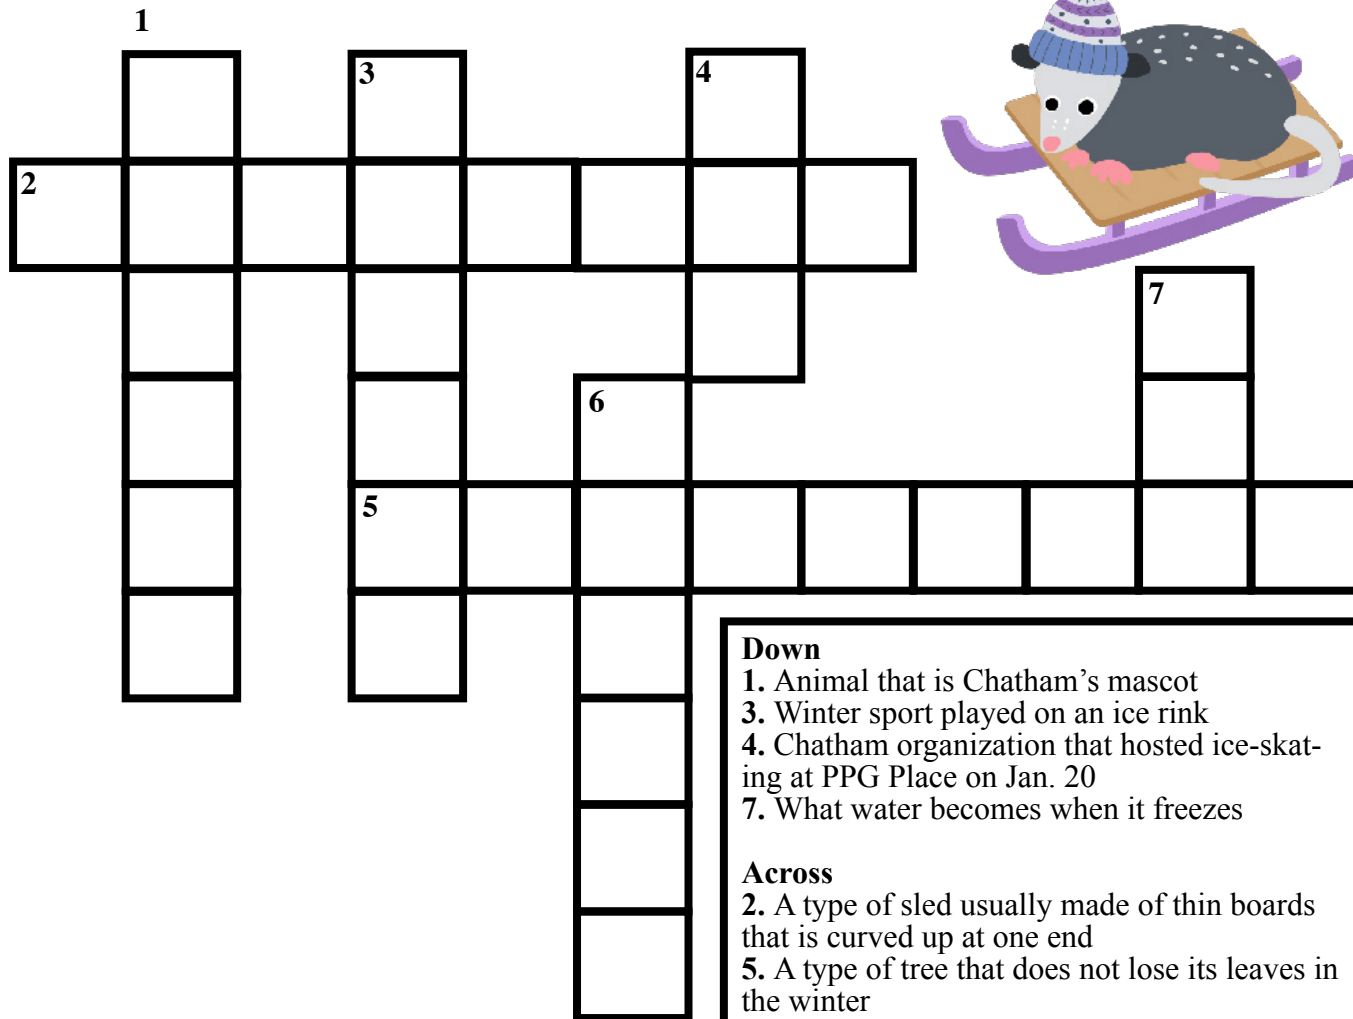 1
3
4
2
7
6
5
Down
1. Animal that is Chatham’s mascot
3. Winter sport played on an ice rink
4. Chatham organization that hosted ice-skat-
ing at PPG Place on Jan. 20
7. What water becomes when it freezes
Across
2. A type of sled usually made of thin boards
that is curved up at one end
5. A type of tree that does not lose its leaves in
the winter